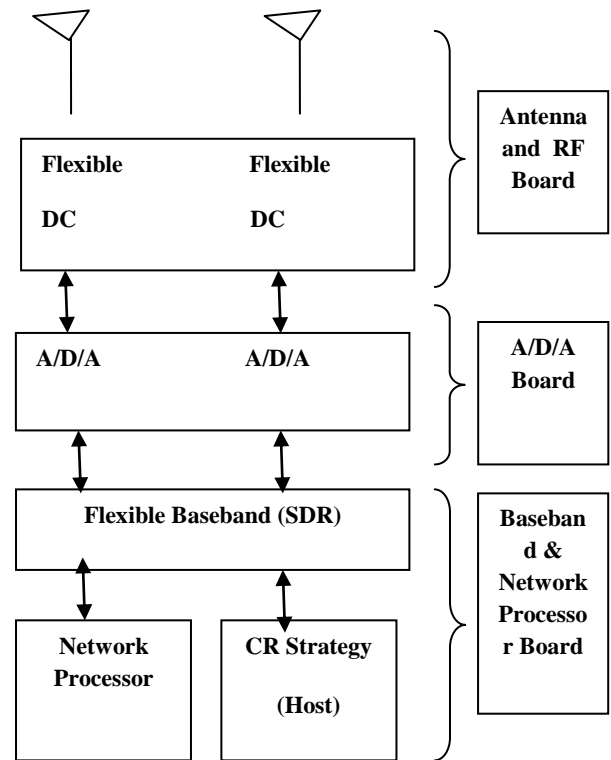 Antenna
and RF
Board
Flexible Flexible
DC DC
A/D/A A/D/A
A/D/A
Board
Flexible Baseband (SDR)
Baseban
d &
Network
Processo
r Board
Network
Processor
CR Strategy
(Host)